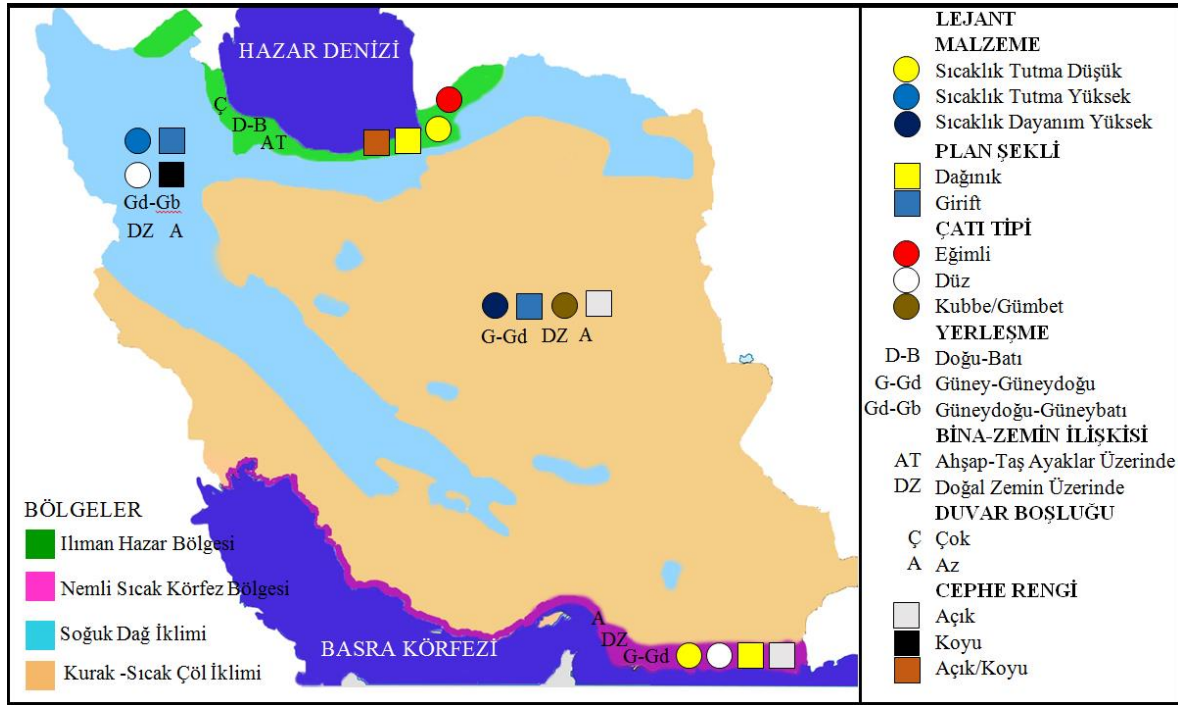 HAZAR DENİZİ
Ç
D-B
AT
Gd-Gb
DZ A
G-Gd DZ A
BÖLGELER
Ilıman Hazar Bölgesi
Nemli Sıcak Körfez Bölgesi
Soğuk Dağ İklimi
Kurak -Sıcak Çöl İklimi
BASRA KÖRFEZİ
A
DZ
G-Gd
LEJANT
MALZEME
Sıcaklık Tutma Düşük
Sıcaklık Tutma Yüksek
Sıcaklık Dayanım Yüksek
PLAN ŞEKLİ
Dağınık
Girift
ÇATI TİPİ
Eğimli
Düz
Kubbe/Gümbet
YERLEŞME
D-B Doğu-Batı
G-Gd Güney-Güneydoğu
Gd-Gb Güneydoğu-Güneybatı
BİNA-ZEMİN İLİŞKİSİ
AT Ahşap-Taş Ayaklar Üzerinde
DZ Doğal Zemin Üzerinde
DUVAR BOŞLUĞU
Ç Çok
A Az
CEPHE RENGİ
Açık
Koyu
Açık/Koyu